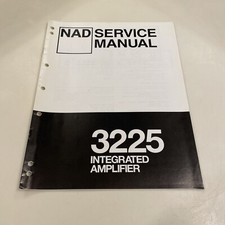 NAD SERVICE
MANUAL
3225
INTEGRATED
AMPLIFIER